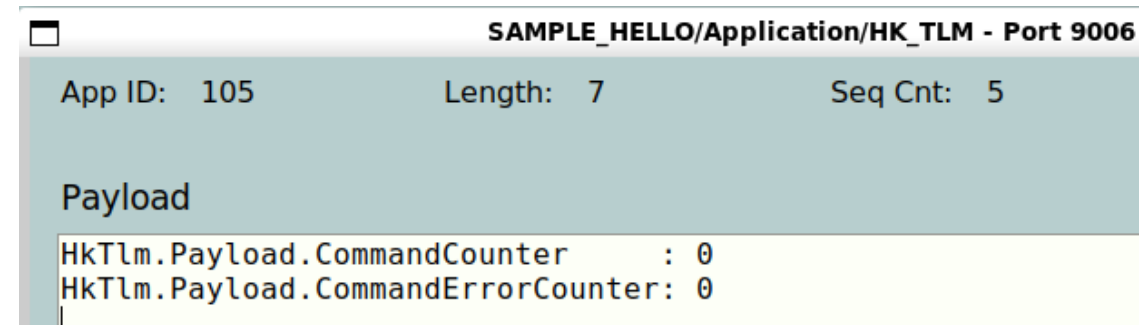 SAMPLE_HELLO/Application/HK_TLM - Port 9006
App ID: 105 Length: 7 Seq Cnt: 5
Payload
HkTlm.Payload.CommandCounter : 0
HkTlm.Payload.CommandErrorCounter: 0